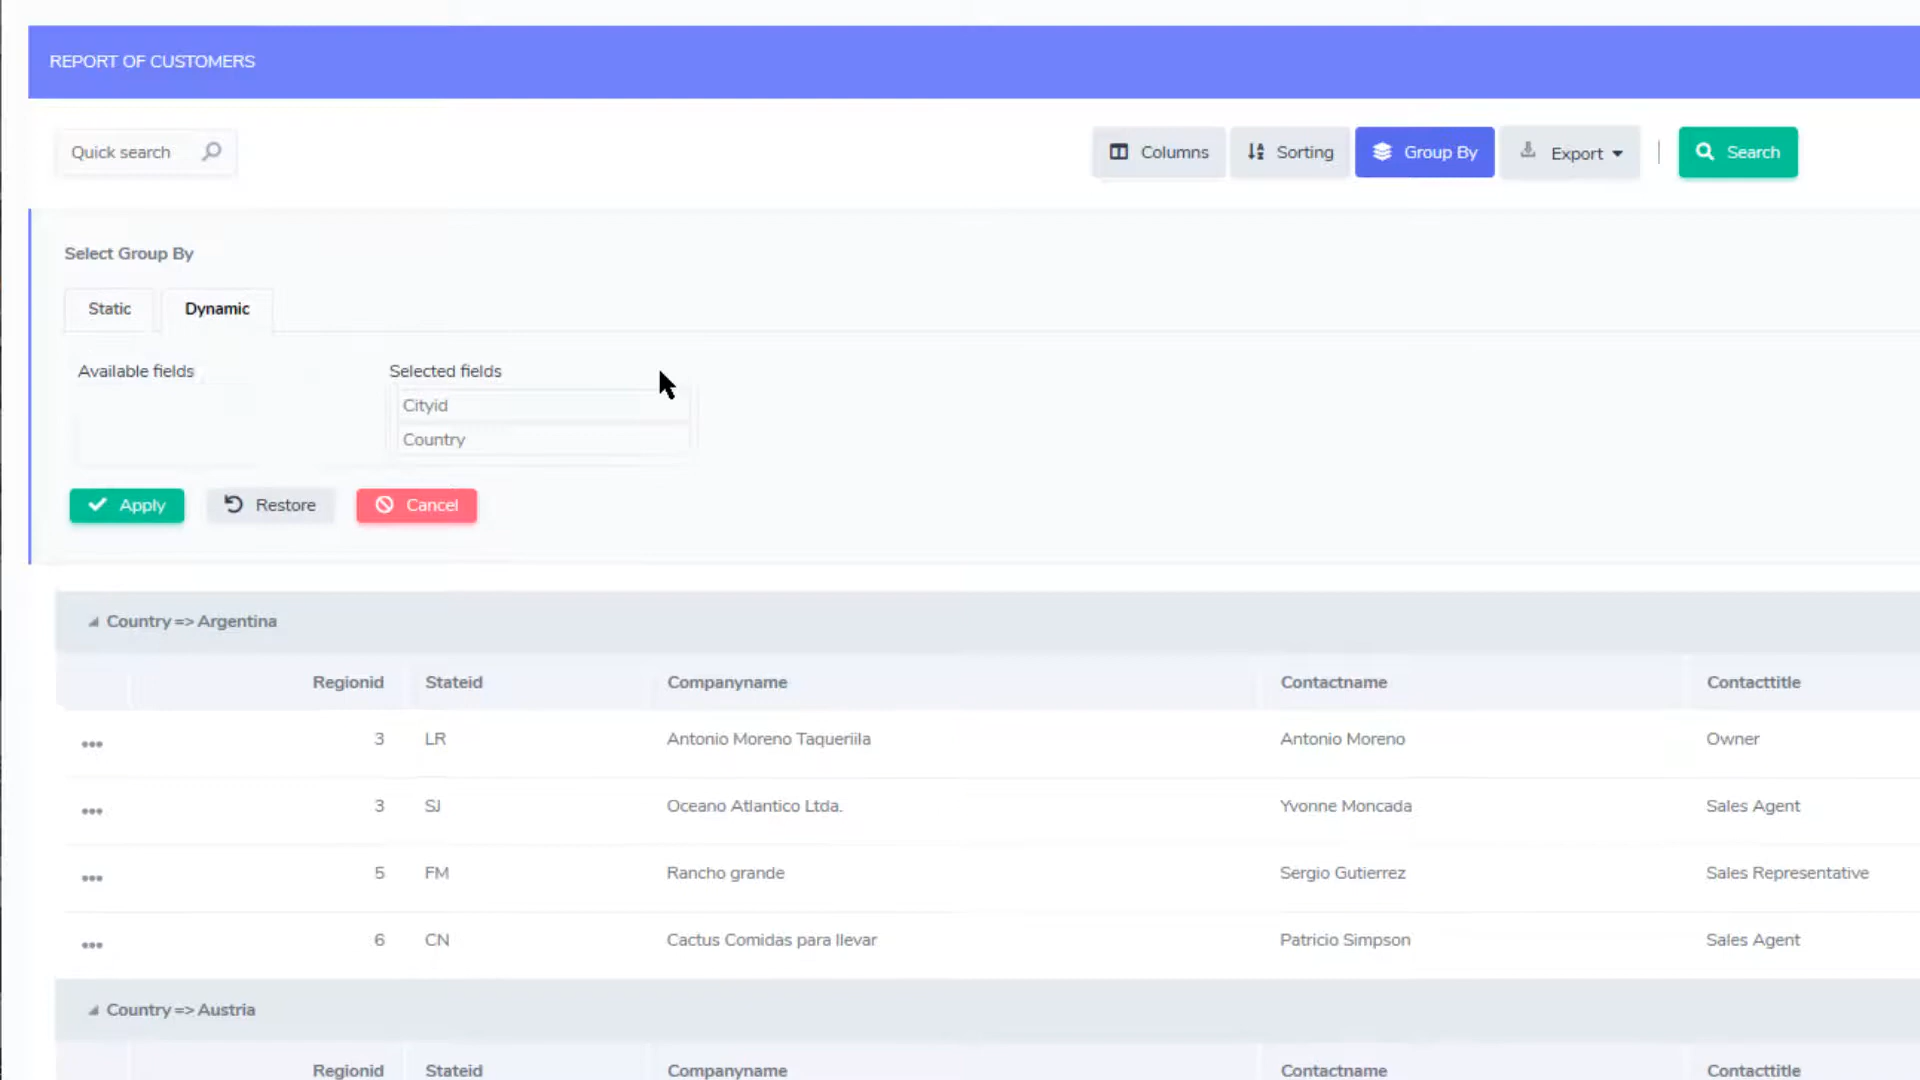 REPORT OF CUSTOMERS
Quick search Columns Sorting Group By Export Search
Select Group By
Static Dynamic
Available fields Selected fields
Cityid
Country
Apply Restore Cancel
Country => Argentina
Regionid Stateid Companyname Contactname Contacttitle
3 LR Antonio Moreno Taqueriila Antonio Moreno Owner
3 SJ Oceano Atlantico Ltda. Yvonne Moncada Sales Agent
5 FM Rancho grande Sergio Gutierrez Sales Representative
6 CN Cactus Comidas para llevar Patricio Simpson Sales Agent
Country => Austria
Regionid Stateid Companyname Contactname Contacttitle